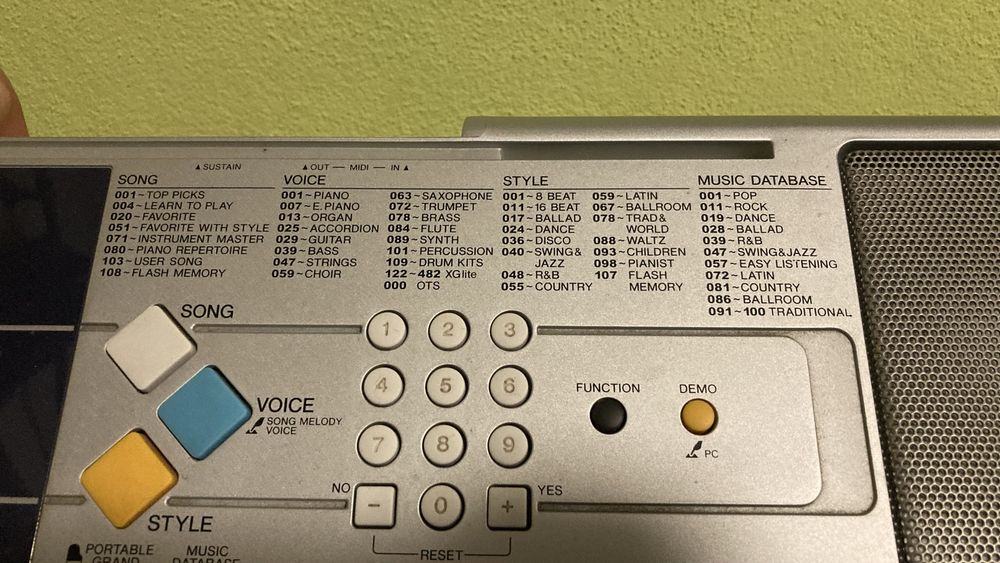 ▲SUSTAIN
▲OUT — MIDI — IN▲
SONG
001~TOP PICKS
004~LEARN TO PLAY
020~FAVORITE
051~FAVORITE WITH STYLE
071~INSTRUMENT MASTER
080~PIANO REPERTOIRE
103~USER SONG
108~FLASH MEMORY
VOICE
001~PIANO
007~E.PIANO
013~ORGAN
025~ACCORDION
029~GUITAR
039~BASS
047~STRINGS
059~CHOIR
063~SAXOPHONE
072~TRUMPET
078~BRASS
084~FLUTE
089~SYNTH
101~PERCUSSION
109~DRUM KITS
122~482 XGlite
000 OTS
STYLE
001~8 BEAT
011~16 BEAT
017~BALLAD
024~DANCE
036~DISCO
040~SWING&
JAZZ
048~R&B
055~COUNTRY
059~LATIN
067~BALLROOM
078~TRAD&
WORLD
088~WALTZ
093~CHILDREN
098~PIANIST
107 FLASH
MEMORY
MUSIC DATABASE
001~POP
011~ROCK
019~DANCE
028~BALLAD
039~R&B
047~SWING&JAZZ
057~EASY LISTENING
072~LATIN
081~COUNTRY
086~BALLROOM
091~100 TRADITIONAL
SONG
VOICE
SONG MELODY
VOICE
STYLE
PORTABLE
GRAND
MUSIC
DATABASE
1 2 3
4 5 6
7 8 9
NO − 0 + YES
RESET
FUNCTION
DEMO
PC